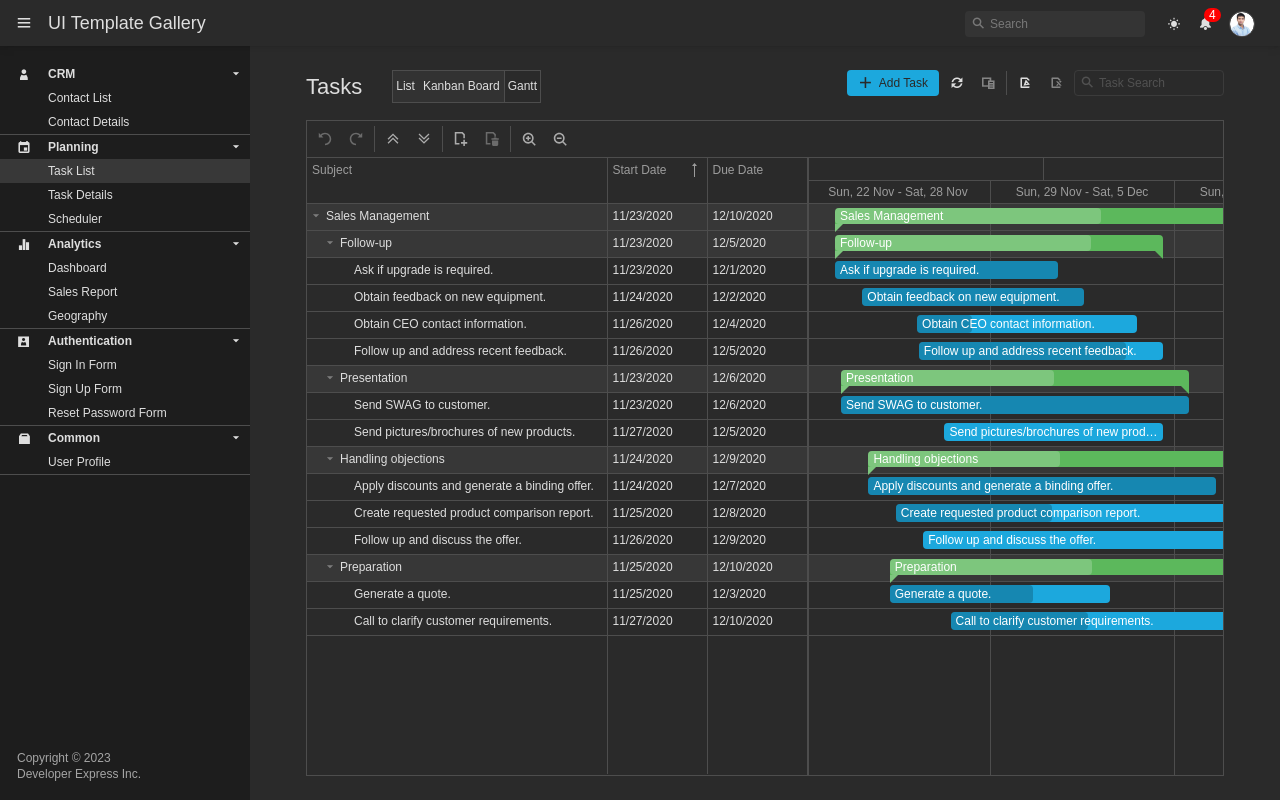 UI Template Gallery
Search
4
CRM
Contact List
Contact Details
Planning
Task List
Task Details
Scheduler
Analytics
Dashboard
Sales Report
Geography
Authentication
Sign In Form
Sign Up Form
Reset Password Form
Common
User Profile
Copyright © 2023
Developer Express Inc.
Tasks
List Kanban Board Gantt
Add Task
Task Search
Subject Start Date Due Date
Sun, 22 Nov - Sat, 28 Nov Sun, 29 Nov - Sat, 5 Dec Sun,
Sales Management 11/23/2020 12/10/2020 Sales Management
Follow-up 11/23/2020 12/5/2020 Follow-up
Ask if upgrade is required. 11/23/2020 12/1/2020 Ask if upgrade is required.
Obtain feedback on new equipment. 11/24/2020 12/2/2020 Obtain feedback on new equipment.
Obtain CEO contact information. 11/26/2020 12/4/2020 Obtain CEO contact information.
Follow up and address recent feedback. 11/26/2020 12/5/2020 Follow up and address recent feedback.
Presentation 11/23/2020 12/6/2020 Presentation
Send SWAG to customer. 11/23/2020 12/6/2020 Send SWAG to customer.
Send pictures/brochures of new products. 11/27/2020 12/5/2020 Send pictures/brochures of new prod…
Handling objections 11/24/2020 12/9/2020 Handling objections
Apply discounts and generate a binding offer. 11/24/2020 12/7/2020 Apply discounts and generate a binding offer.
Create requested product comparison report. 11/25/2020 12/8/2020 Create requested product comparison report.
Follow up and discuss the offer. 11/26/2020 12/9/2020 Follow up and discuss the offer.
Preparation 11/25/2020 12/10/2020 Preparation
Generate a quote. 11/25/2020 12/3/2020 Generate a quote.
Call to clarify customer requirements. 11/27/2020 12/10/2020 Call to clarify customer requirements.